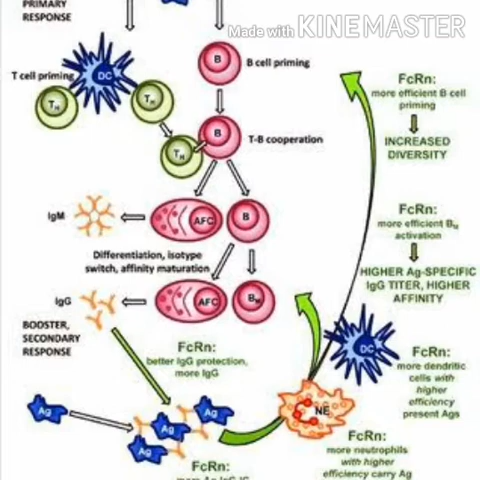 PRIMARY
RESPONSE
Made with KINEMASTER
T cell priming
DC
TH
TH
B
B cell priming
B
TH
T-B cooperation
IgM
AFC
B
Differentiation, isotype
switch, affinity maturation
IgG
AFC
BM
BOOSTER,
SECONDARY
RESPONSE
FcRn:
better IgG protection,
more IgG
Ag
Ag
Ag
Ag
FcRn:
more Ag-IgG IC
NE
DC
FcRn:
more efficient B cell
priming
INCREASED
DIVERSITY
FcRn:
more efficient BM
activation
HIGHER Ag-SPECIFIC
IgG TITER, HIGHER
AFFINITY
FcRn:
more dendritic
cells with
higher
efficiency
present Ags
FcRn:
more neutrophils
with higher
efficiency carry Ag